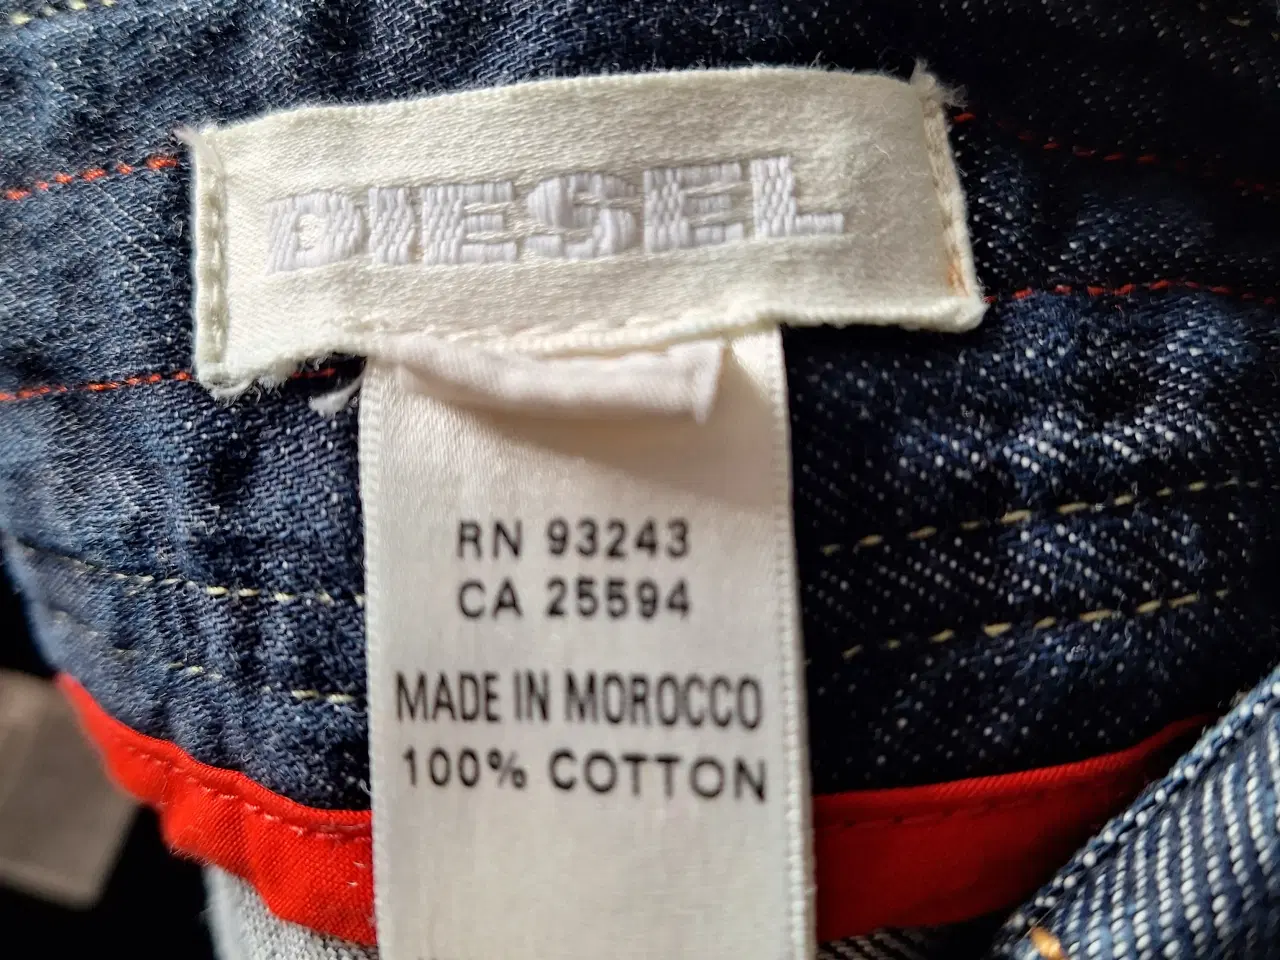 DIESEL
RN 93243
CA 25594
MADE IN MOROCCO
100% COTTON